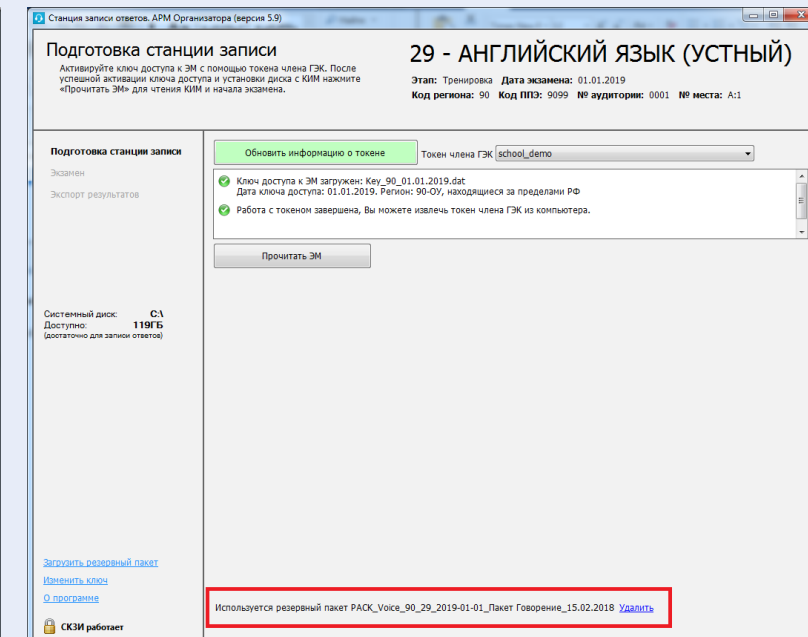 Станция записи ответов. АРМ Организатора (версия 5.9)
Подготовка станции записи
Активируйте ключ доступа к ЭМ с помощью токена члена ГЭК. После
успешной активации ключа доступа и установки диска с КИМ нажмите
«Прочитать ЭМ» для чтения КИМ и начала экзамена.
29 - АНГЛИЙСКИЙ ЯЗЫК (УСТНЫЙ)
Этап: Тренировка Дата экзамена: 01.01.2019
Код региона: 90 Код ППЭ: 9099 № аудитории: 0001 № места: А:1
Подготовка станции записи
Экзамен
Экспорт результатов
Обновить информацию о токене
Токен члена ГЭК school_demo
Ключ доступа к ЭМ загружен: Key_90_01.01.2019.dat
Дата ключа доступа: 01.01.2019. Регион: 90-ОУ, находящиеся за пределами РФ
Работа с токеном завершена, Вы можете извлечь токен члена ГЭК из компьютера.
Прочитать ЭМ
Системный диск: C:\
Доступно: 119ГБ
(достаточно для записи ответов)
Загрузить резервный пакет
Изменить ключ
О программе
СКЗИ работает
Используется резервный пакет PACK_Voice_90_29_2019-01-01_Пакет Говорение_15.02.2018 Удалить